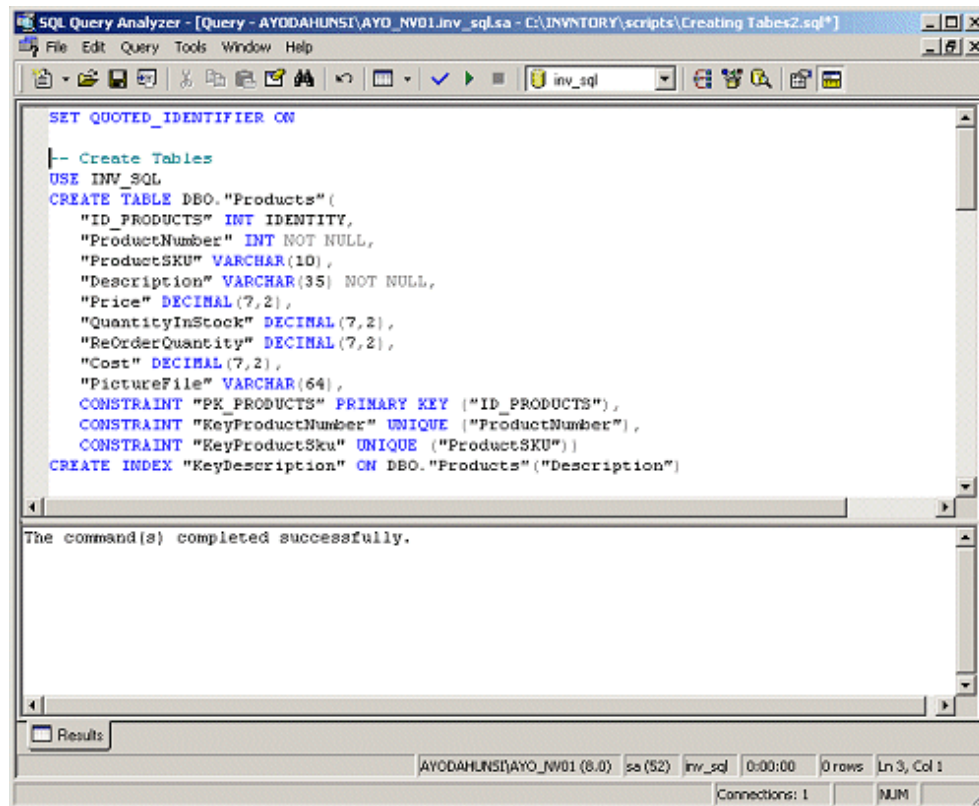 SQL Query Analyzer - [Query - AYODAHUNSI\AYO_NV01.inv_sql.sa - C:\INVNTORY\scripts\Creating Tabes2.sql*]
File Edit Query Tools Window Help
inv_sql
SET QUOTED_IDENTIFIER ON
-- Create Tables
USE INV_SQL
CREATE TABLE DBO."Products"(
"ID_PRODUCTS" INT IDENTITY,
"ProductNumber" INT NOT NULL,
"ProductSKU" VARCHAR(10),
"Description" VARCHAR(35) NOT NULL,
"Price" DECIMAL(7,2),
"QuantityInStock" DECIMAL(7,2),
"ReOrderQuantity" DECIMAL(7,2),
"Cost" DECIMAL(7,2),
"PictureFile" VARCHAR(64),
CONSTRAINT "PK_PRODUCTS" PRIMARY KEY ("ID_PRODUCTS"),
CONSTRAINT "KeyProductNumber" UNIQUE ("ProductNumber"),
CONSTRAINT "KeyProductSku" UNIQUE ("ProductSKU"))
CREATE INDEX "KeyDescription" ON DBO."Products"("Description")
The command(s) completed successfully.
Results
AYODAHUNSI\AYO_NV01 (8.0) sa (52) inv_sql 0:00:00 0 rows Ln 3, Col 1
Connections: 1 NUM